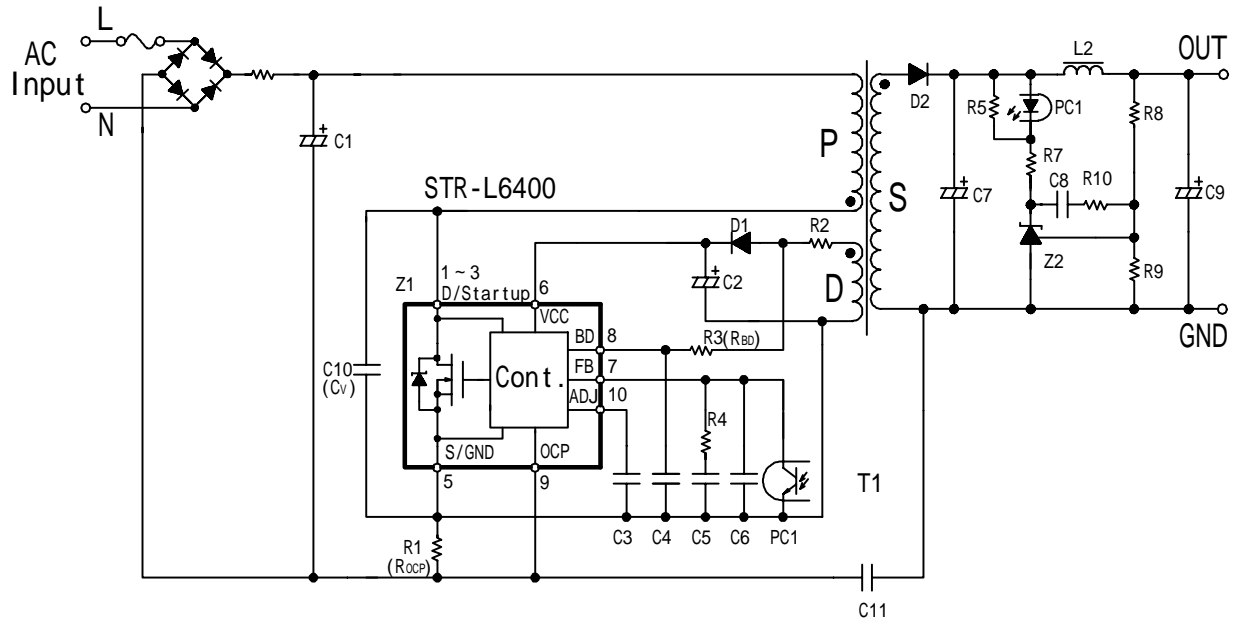 L
AC
Input
N
C1
P
S
D2
R5
PC1
L2
OUT
R8
R7
C8
R10
C7
C9
Z2
R9
GND
STR-L6400
D1
R2
C2
D
Z1
1~3
D/Startup
6
VCC
BD
8
R3(RBD)
FB
7
Cont.
ADJ
10
R4
C10
(CV)
S/GND
OCP
5
9
T1
C3
C4
C5
C6
PC1
R1
(ROCP)
C11